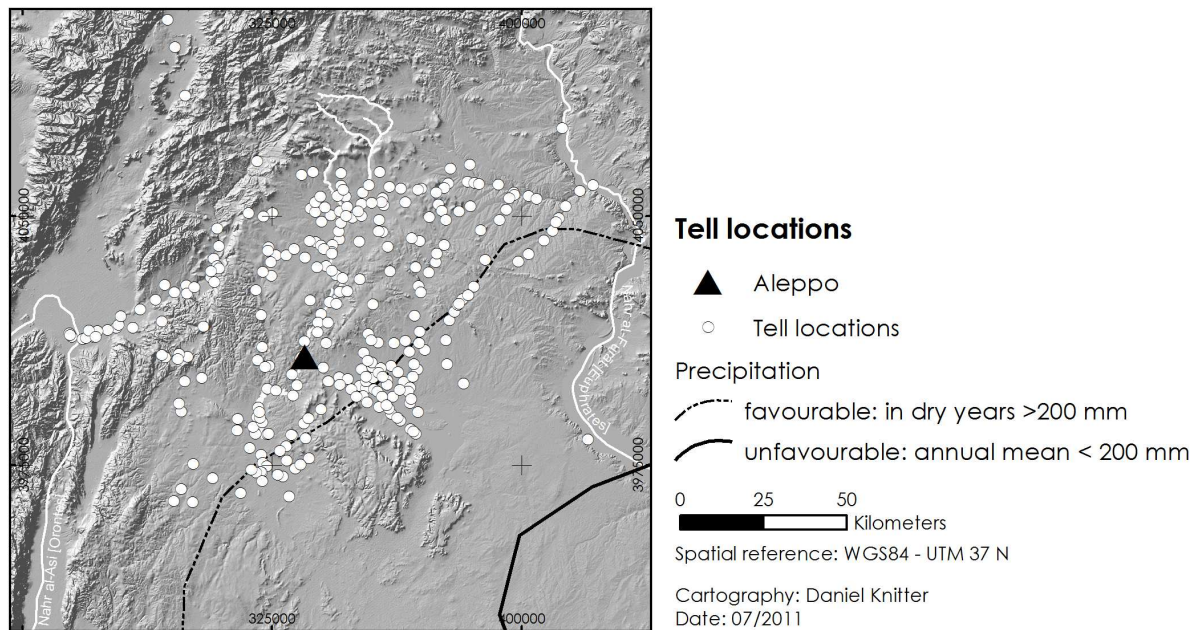 325000
400000
4050000
4050000
3975000
3975000
Nahr al-Furat [Euphrates]
Nahr al-Asi [Orontes]
325000
400000
Tell locations
Aleppo
Tell locations
Precipitation
favourable: in dry years >200 mm
unfavourable: annual mean < 200 mm
0 25 50
Kilometers
Spatial reference: WGS84 - UTM 37 N
Cartography: Daniel Knitter
Date: 07/2011